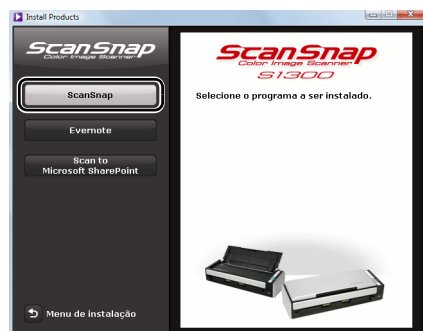 Install Products
ScanSnap
Color Image Scanner
ScanSnap
Evernote
Scan to
Microsoft SharePoint
Menu de instalação
ScanSnap
Color Image Scanner
S1300
Selecione o programa a ser instalado.